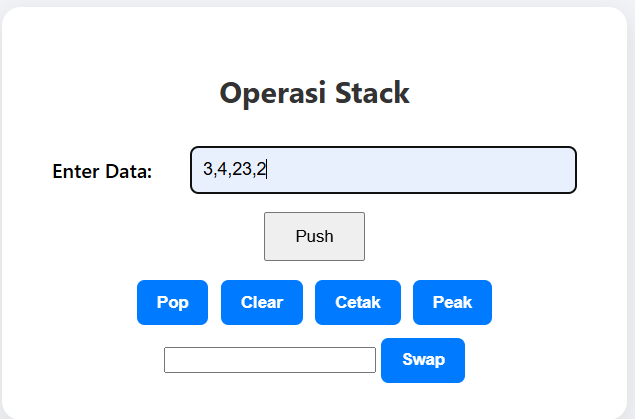 Operasi Stack
Enter Data: 3,4,23,2
Push
Pop Clear Cetak Peak
Swap